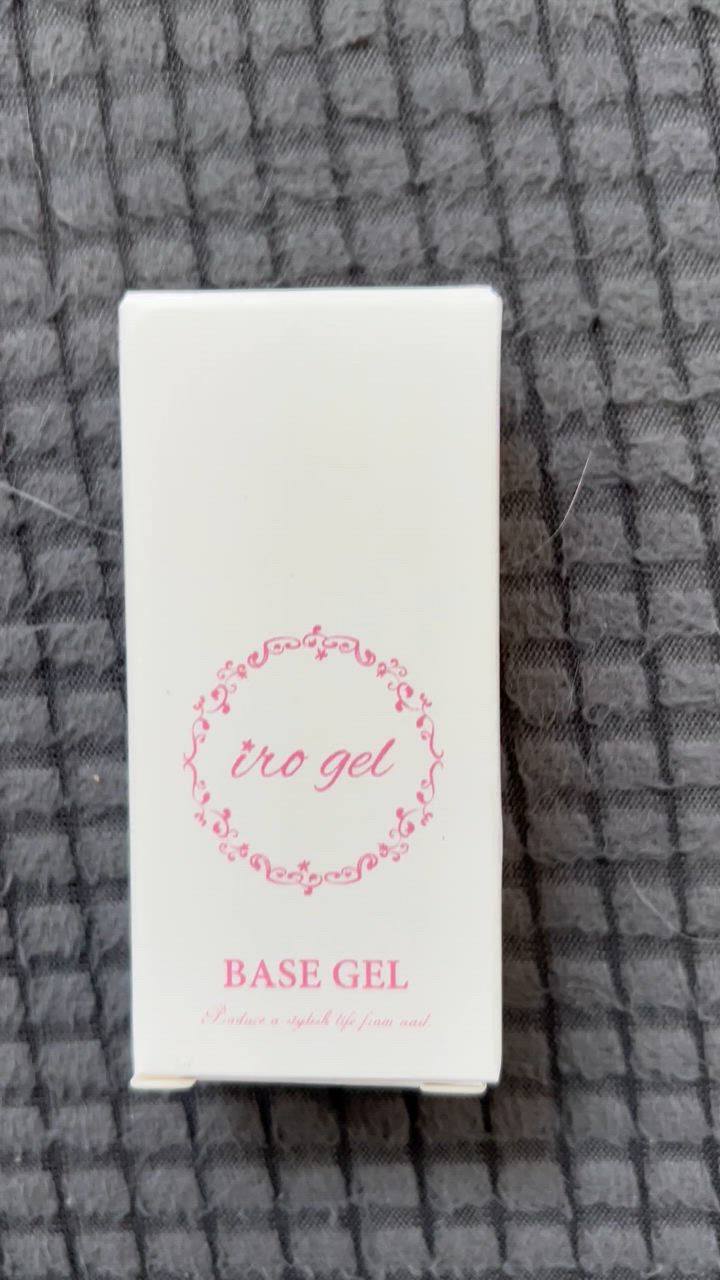 iro gel
BASE GEL
Produce a stylish life from nail.